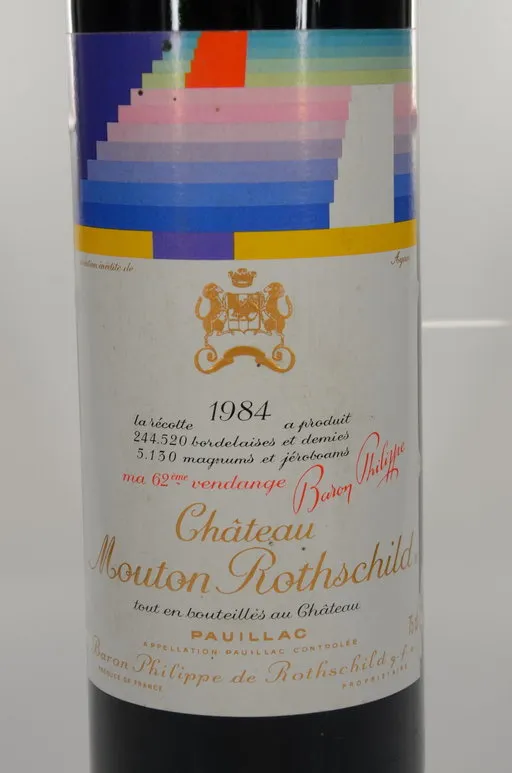 inédite de
Agam
la récolte 1984 a produit
244.520 bordelaises et demies
5.130 magnums et jéroboams
ma 62ème vendange Baron Philippe
Château
Mouton Rothschild
tout en bouteilles au Château
PAUILLAC
APPELLATION PAUILLAC CONTROLÉE
Baron Philippe de Rothschild g.f.a.
PRODUCE OF FRANCE
PROPRIÉTAIRE